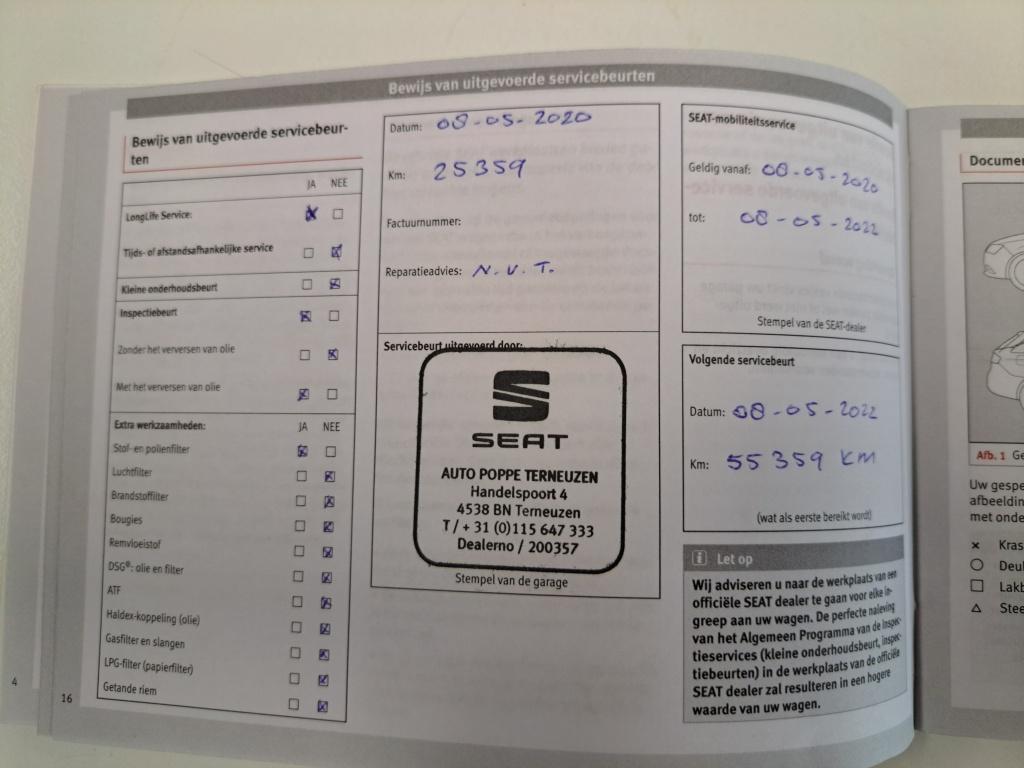 Bewijs van uitgevoerde servicebeurten
Bewijs van uitgevoerde servicebeur-
ten
JA NEE
LongLife Service:
Tijds- of afstandsafhankelijke service
Kleine onderhoudsbeurt
Inspectiebeurt
Zonder het verversen van olie
Met het verversen van olie
Extra werkzaamheden: JA NEE
Stof- en pollenfilter
Luchtfilter
Brandstoffilter
Bougies
Remvloeistof
DSG®: olie en filter
ATF
Haldex-koppeling (olie)
Gasfilter en slangen
LPG-filter (papierfilter)
Getande riem
4
16
Datum: 08-05-2020
Km: 25359
Factuurnummer:
Reparatieadvies: N.V.T.
Servicebeurt uitgevoerd door:
SEAT
AUTO POPPE TERNEUZEN
Handelspoort 4
4538 BN Terneuzen
T / + 31 (0)115 647 333
Dealerno / 200357
Stempel van de garage
SEAT-mobiliteitsservice
Geldig vanaf: 08-05-2020
tot: 08-05-2022
Stempel van de SEAT-dealer
Volgende servicebeurt
Datum: 08-05-2022
Km: 55359 KM
(wat als eerste bereikt wordt)
i Let op
Wij adviseren u naar de werkplaats van een
officiële SEAT dealer te gaan voor elke in-
greep aan uw wagen. De perfecte naleving
van het Algemeen Programma van de Inspec-
tieservices (kleine onderhoudsbeurt, inspec-
tiebeurten) in de werkplaats van de officiële
SEAT dealer zal resulteren in een hogere
waarde van uw wagen.
Documen
Afb. 1 Ge
Uw gespe
afbeeldin
met onde
Kras
Deuk
Lakb
Stee